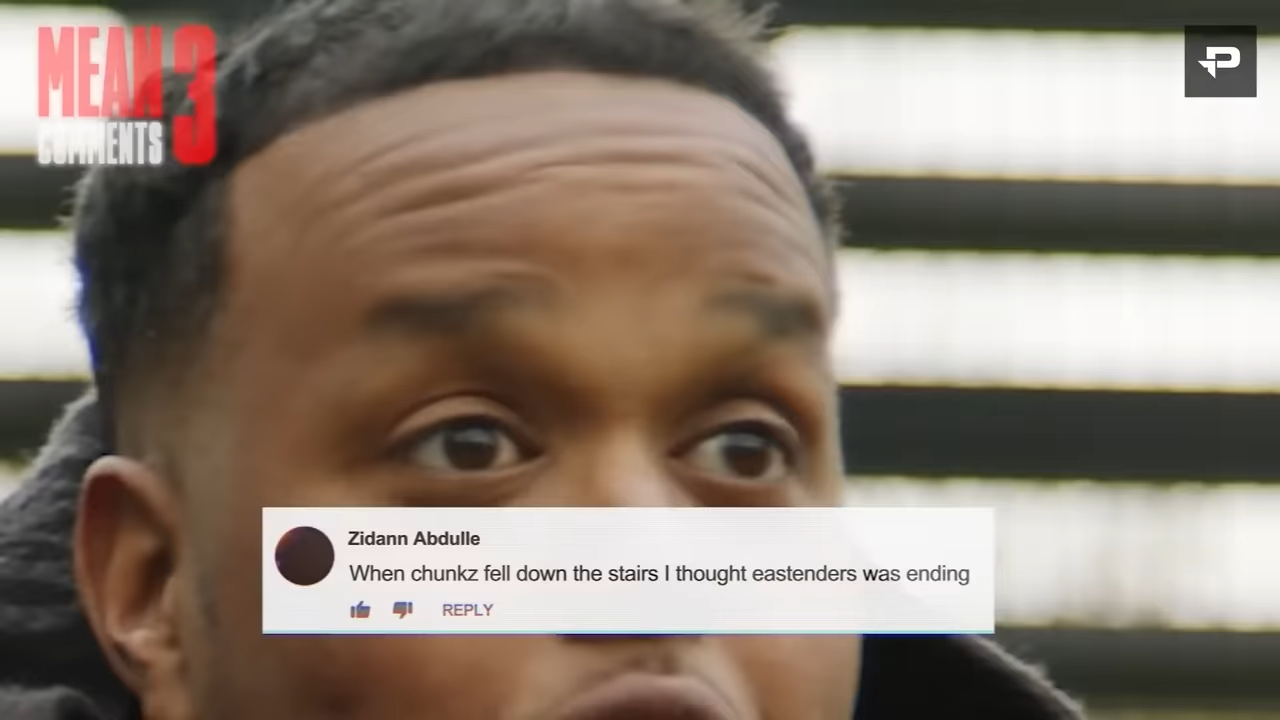 MEAN 3
COMMENTS
Zidann Abdulle
When chunkz fell down the stairs I thought eastenders was ending
REPLY